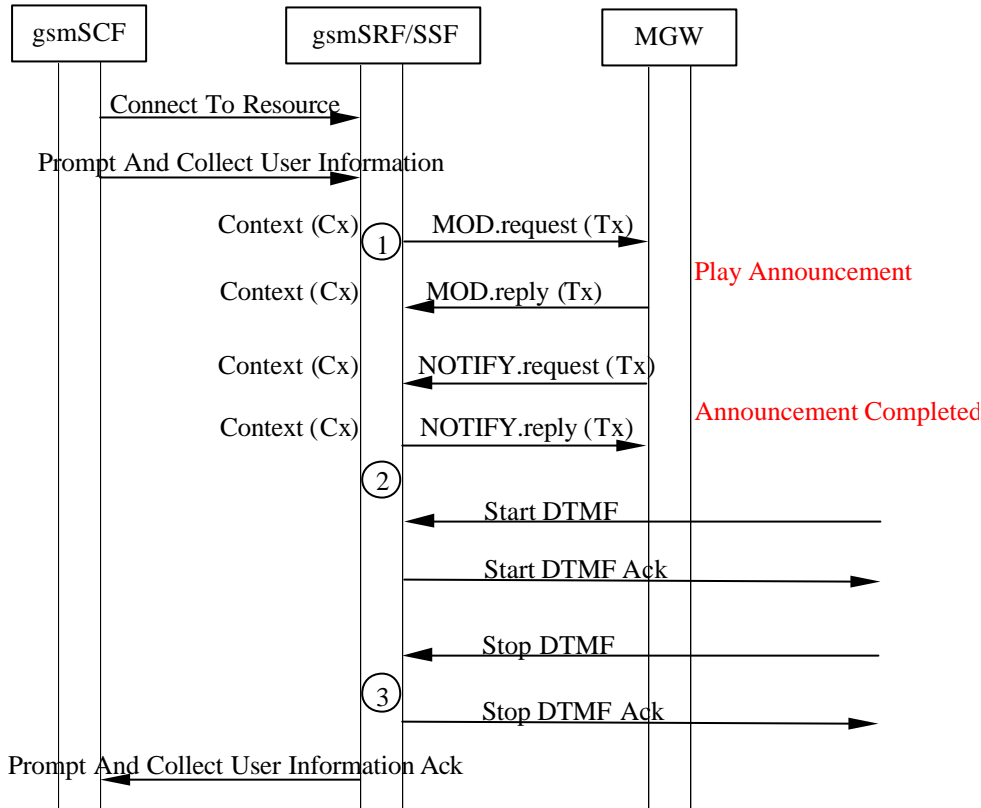 gsmSCF
gsmSRF/SSF
MGW
Connect To Resource
Prompt And Collect User Information
Context (Cx)
1
MOD.request (Tx)
Play Announcement
Context (Cx)
MOD.reply (Tx)
Context (Cx)
NOTIFY.request (Tx)
Announcement Completed
Context (Cx)
NOTIFY.reply (Tx)
2
Start DTMF
Start DTMF Ack
Stop DTMF
3
Stop DTMF Ack
Prompt And Collect User Information Ack